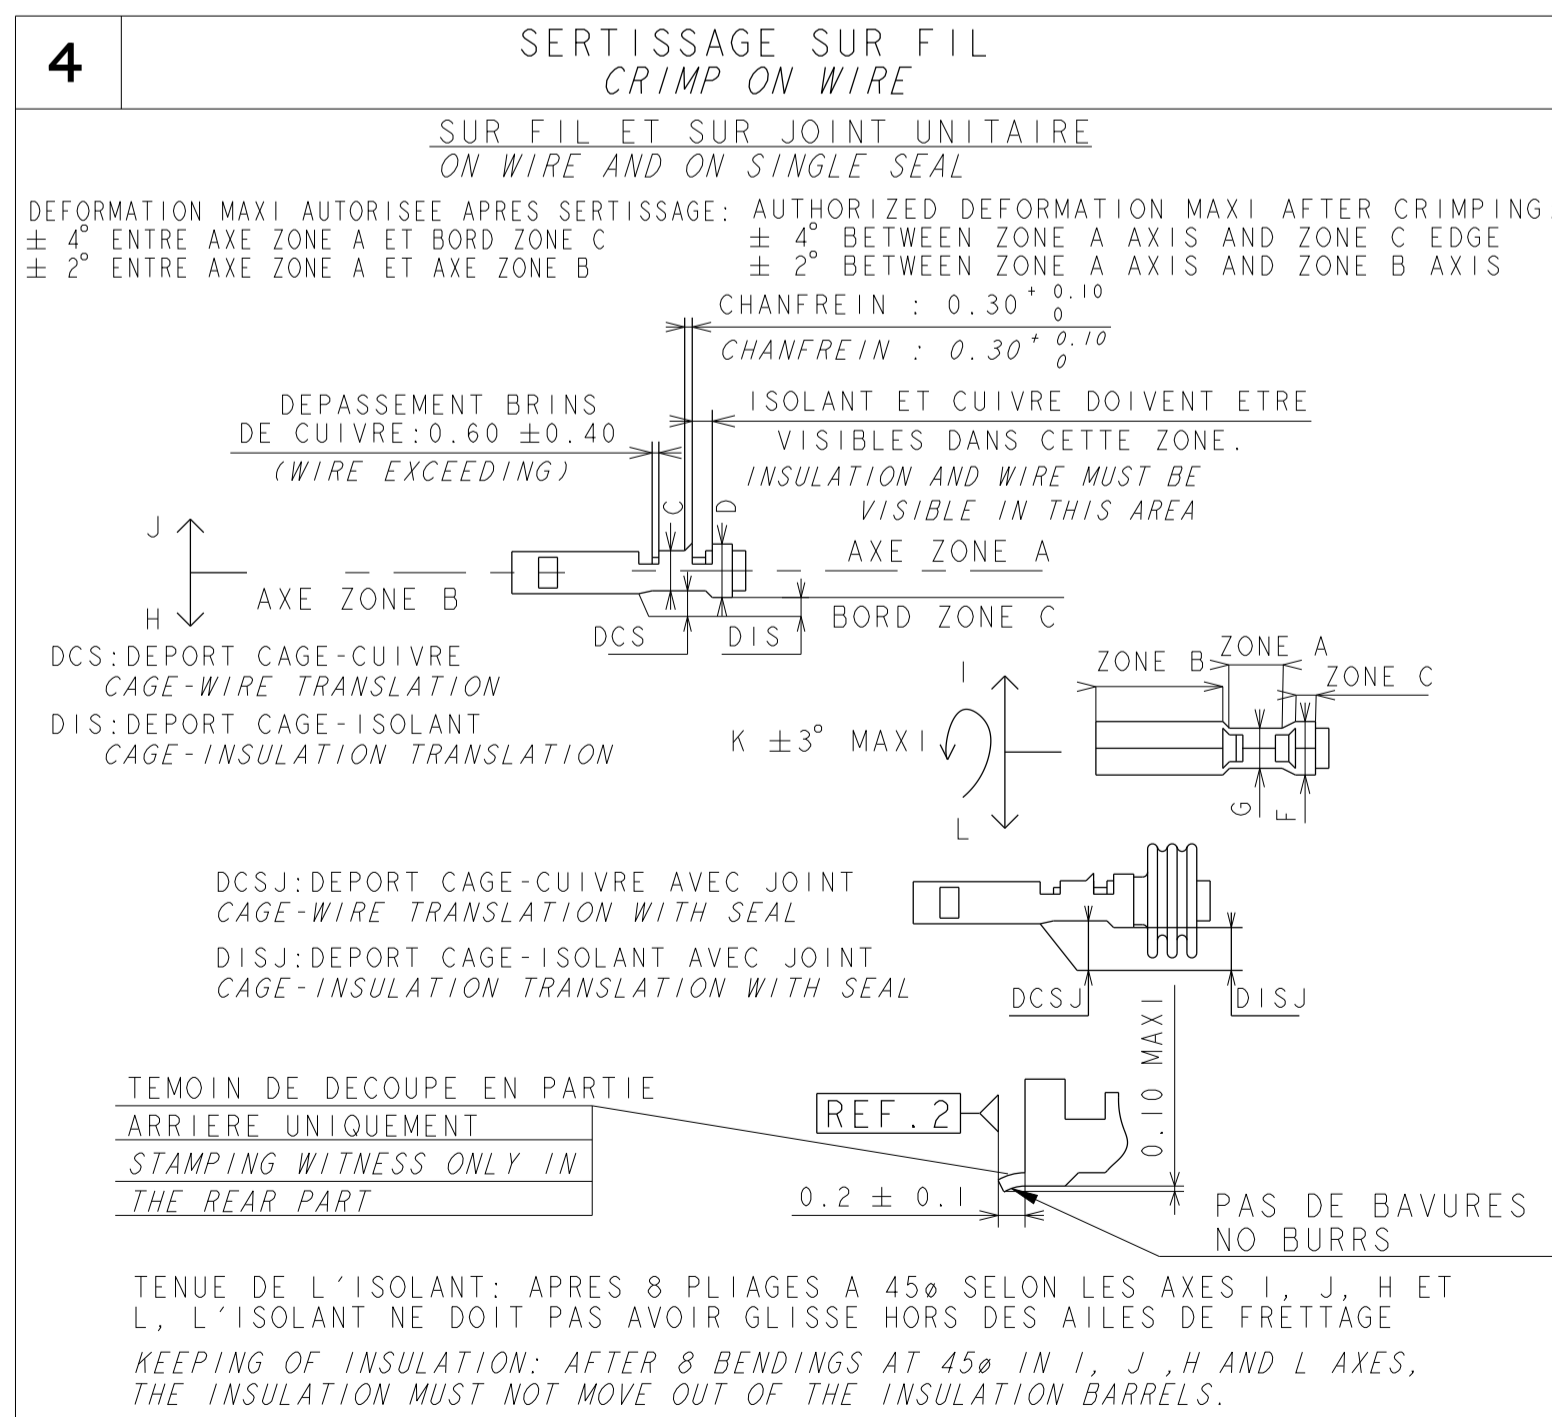 4
SERTISSAGE SUR FIL
CRIMP ON WIRE
SUR FIL ET SUR JOINT UNITAIRE
ON WIRE AND ON SINGLE SEAL
DEFORMATION MAXI AUTORISEE APRES SERTISSAGE:
± 4° ENTRE AXE ZONE A ET BORD ZONE C
± 2° ENTRE AXE ZONE A ET AXE ZONE B
AUTHORIZED DEFORMATION MAXI AFTER CRIMPING
± 4° BETWEEN ZONE A AXIS AND ZONE C EDGE
± 2° BETWEEN ZONE A AXIS AND ZONE B AXIS
CHANFREIN : 0.30 + 0.10 0
CHANFREIN : 0.30 + 0.10 0
DEPASSEMENT BRINS
DE CUIVRE:0.60 ±0.40
(WIRE EXCEEDING)
ISOLANT ET CUIVRE DOIVENT ETRE
VISIBLES DANS CETTE ZONE.
INSULATION AND WIRE MUST BE
VISIBLE IN THIS AREA
C
D
J
H
AXE ZONE B
AXE ZONE A
BORD ZONE C
DCS
DIS
DCS:DEPORT CAGE-CUIVRE
CAGE-WIRE TRANSLATION
DIS:DEPORT CAGE-ISOLANT
CAGE-INSULATION TRANSLATION
K ±3° MAXI
I
L
ZONE B
ZONE A
ZONE C
G
F
DCSJ:DEPORT CAGE-CUIVRE AVEC JOINT
CAGE-WIRE TRANSLATION WITH SEAL
DISJ:DEPORT CAGE-ISOLANT AVEC JOINT
CAGE-INSULATION TRANSLATION WITH SEAL
DCSJ
DISJ
0.10 MAXI
TEMOIN DE DECOUPE EN PARTIE
ARRIERE UNIQUEMENT
STAMPING WITNESS ONLY IN
THE REAR PART
REF.2
0.2 ± 0.1
PAS DE BAVURES
NO BURRS
TENUE DE L'ISOLANT: APRES 8 PLIAGES A 45ø SELON LES AXES I, J, H ET
L, L'ISOLANT NE DOIT PAS AVOIR GLISSE HORS DES AILES DE FRETTAGE
KEEPING OF INSULATION: AFTER 8 BENDINGS AT 45ø IN I, J ,H AND L AXES,
THE INSULATION MUST NOT MOVE OUT OF THE INSULATION BARRELS.